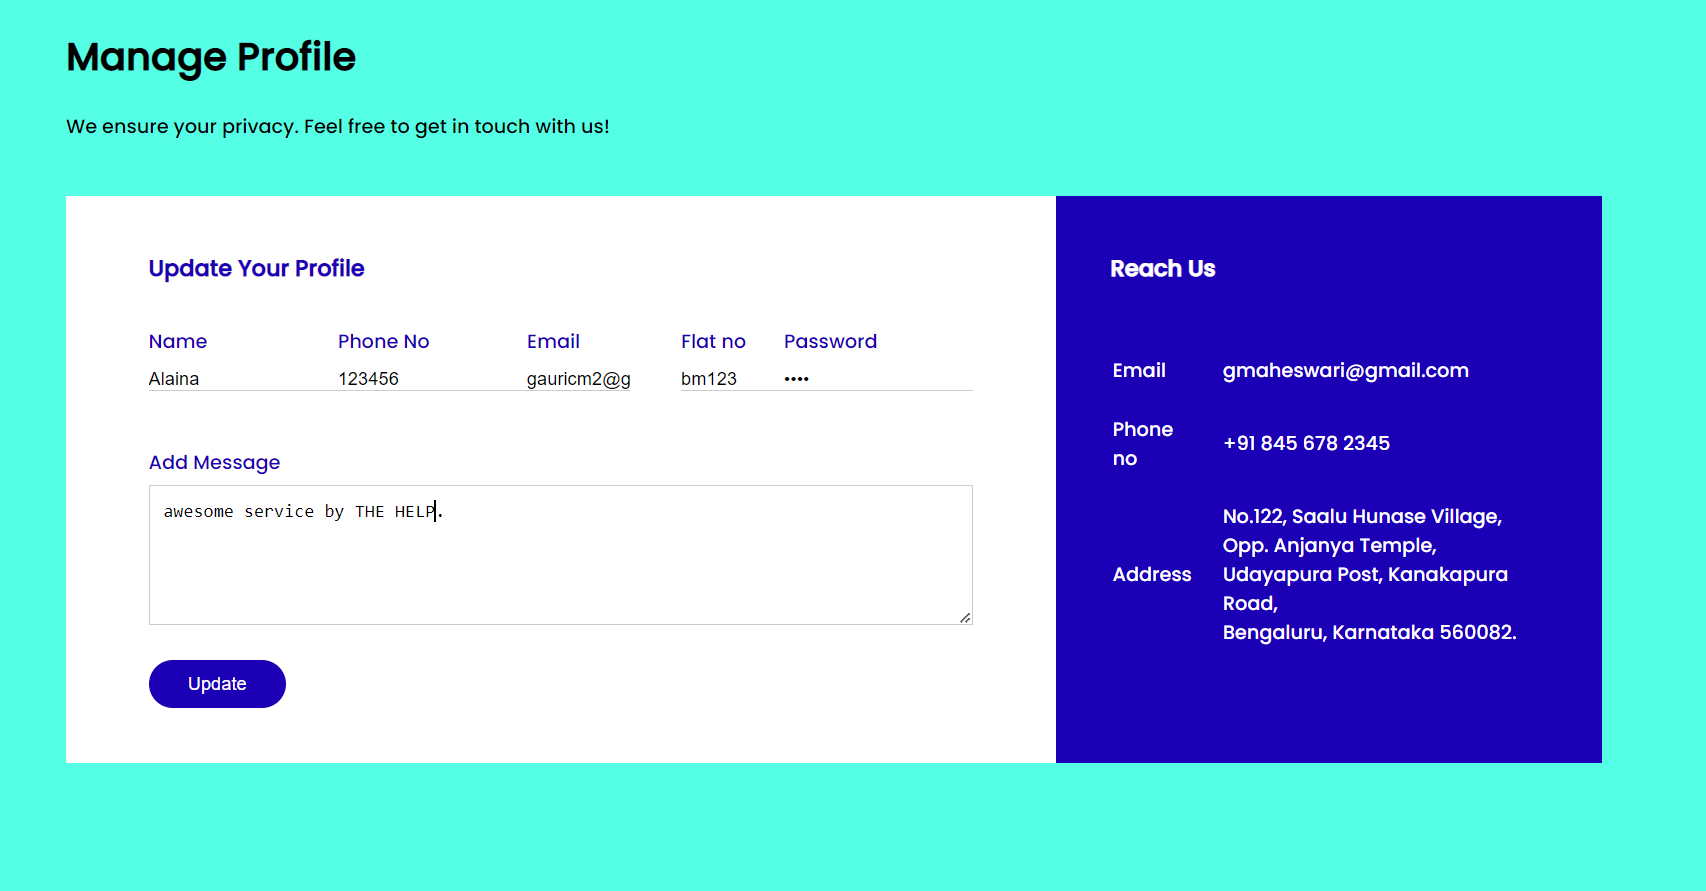 Manage Profile
We ensure your privacy. Feel free to get in touch with us!
Update Your Profile
Name Phone No Email Flat no Password
Alaina 123456 gauricm2@g bm123 ••••
Add Message
awesome service by THE HELP.
Update
Reach Us
Email gmaheswari@gmail.com
Phone
no
+91 845 678 2345
Address
No.122, Saalu Hunase Village,
Opp. Anjanya Temple,
Udayapura Post, Kanakapura
Road,
Bengaluru, Karnataka 560082.